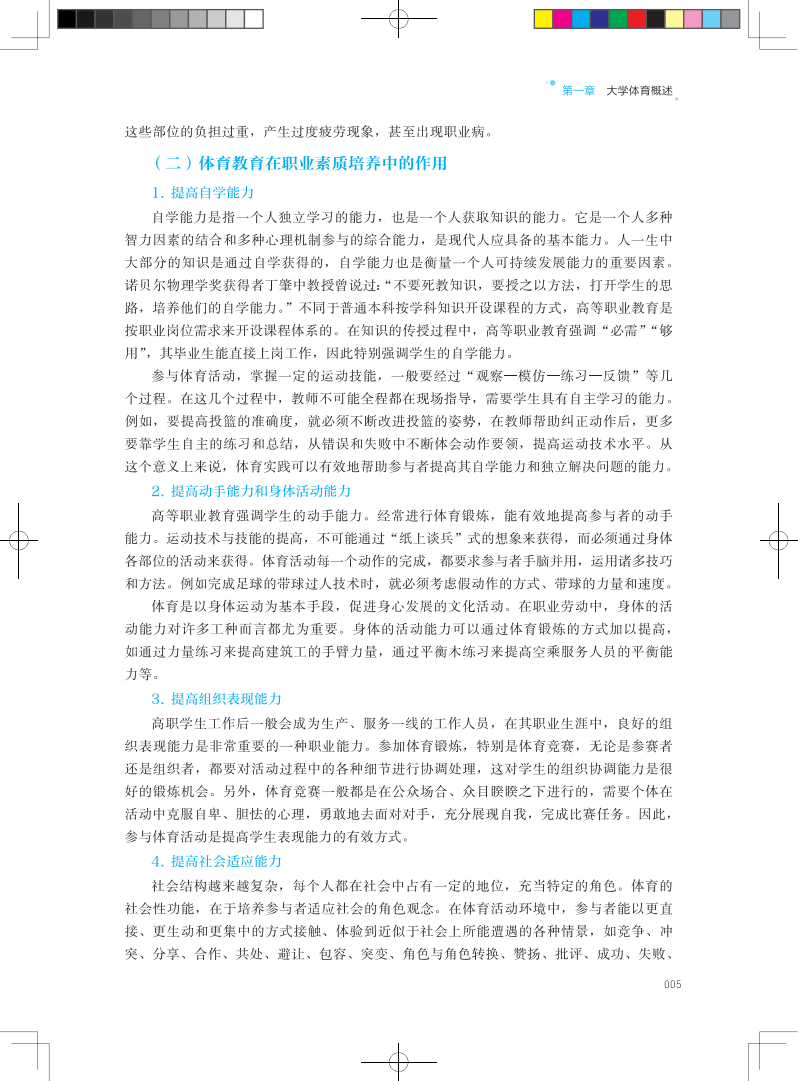 第一章 大学体育概述
这些部位的负担过重，产生过度疲劳现象，甚至出现职业病。
（二）体育教育在职业素质培养中的作用
1. 提高自学能力
自学能力是指一个人独立学习的能力，也是一个人获取知识的能力。它是一个人多种
智力因素的结合和多种心理机制参与的综合能力，是现代人应具备的基本能力。人一生中
大部分的知识是通过自学获得的，自学能力也是衡量一个人可持续发展能力的重要因素。
诺贝尔物理学奖获得者丁肇中教授曾说过：“不要死教知识，要授之以方法，打开学生的思
路，培养他们的自学能力。”不同于普通本科按学科知识开设课程的方式，高等职业教育是
按职业岗位需求来开设课程体系的。在知识的传授过程中，高等职业教育强调“必需”“够
用”，其毕业生能直接上岗工作，因此特别强调学生的自学能力。
参与体育活动，掌握一定的运动技能，一般要经过“观察—模仿—练习—反馈”等几
个过程。在这几个过程中，教师不可能全程都在现场指导，需要学生具有自主学习的能力。
例如，要提高投篮的准确度，就必须不断改进投篮的姿势，在教师帮助纠正动作后，更多
要靠学生自主的练习和总结，从错误和失败中不断体会动作要领，提高运动技术水平。从
这个意义上来说，体育实践可以有效地帮助参与者提高其自学能力和独立解决问题的能力。
2. 提高动手能力和身体活动能力
高等职业教育强调学生的动手能力。经常进行体育锻炼，能有效地提高参与者的动手
能力。运动技术与技能的提高，不可能通过“纸上谈兵”式的想象来获得，而必须通过身体
各部位的活动来获得。体育活动每一个动作的完成，都要求参与者手脑并用，运用诸多技巧
和方法。例如完成足球的带球过人技术时，就必须考虑假动作的方式、带球的力量和速度。
体育是以身体运动为基本手段，促进身心发展的文化活动。在职业劳动中，身体的活
动能力对许多工种而言都尤为重要。身体的活动能力可以通过体育锻炼的方式加以提高，
如通过力量练习来提高建筑工的手臂力量，通过平衡木练习来提高空乘服务人员的平衡能
力等。
3. 提高组织表现能力
高职学生工作后一般会成为生产、服务一线的工作人员，在其职业生涯中，良好的组
织表现能力是非常重要的一种职业能力。参加体育锻炼，特别是体育竞赛，无论是参赛者
还是组织者，都要对活动过程中的各种细节进行协调处理，这对学生的组织协调能力是很
好的锻炼机会。另外，体育竞赛一般都是在公众场合、众目睽睽之下进行的，需要个体在
活动中克服自卑、胆怯的心理，勇敢地去面对对手，充分展现自我，完成比赛任务。因此，
参与体育活动是提高学生表现能力的有效方式。
4. 提高社会适应能力
社会结构越来越复杂，每个人都在社会中占有一定的地位，充当特定的角色。体育的
社会性功能，在于培养参与者适应社会的角色观念。在体育活动环境中，参与者能以更直
接、更生动和更集中的方式接触、体验到近似于社会上所能遭遇的各种情景，如竞争、冲
突、分享、合作、共处、避让、包容、突变、角色与角色转换、赞扬、批评、成功、失败、
005